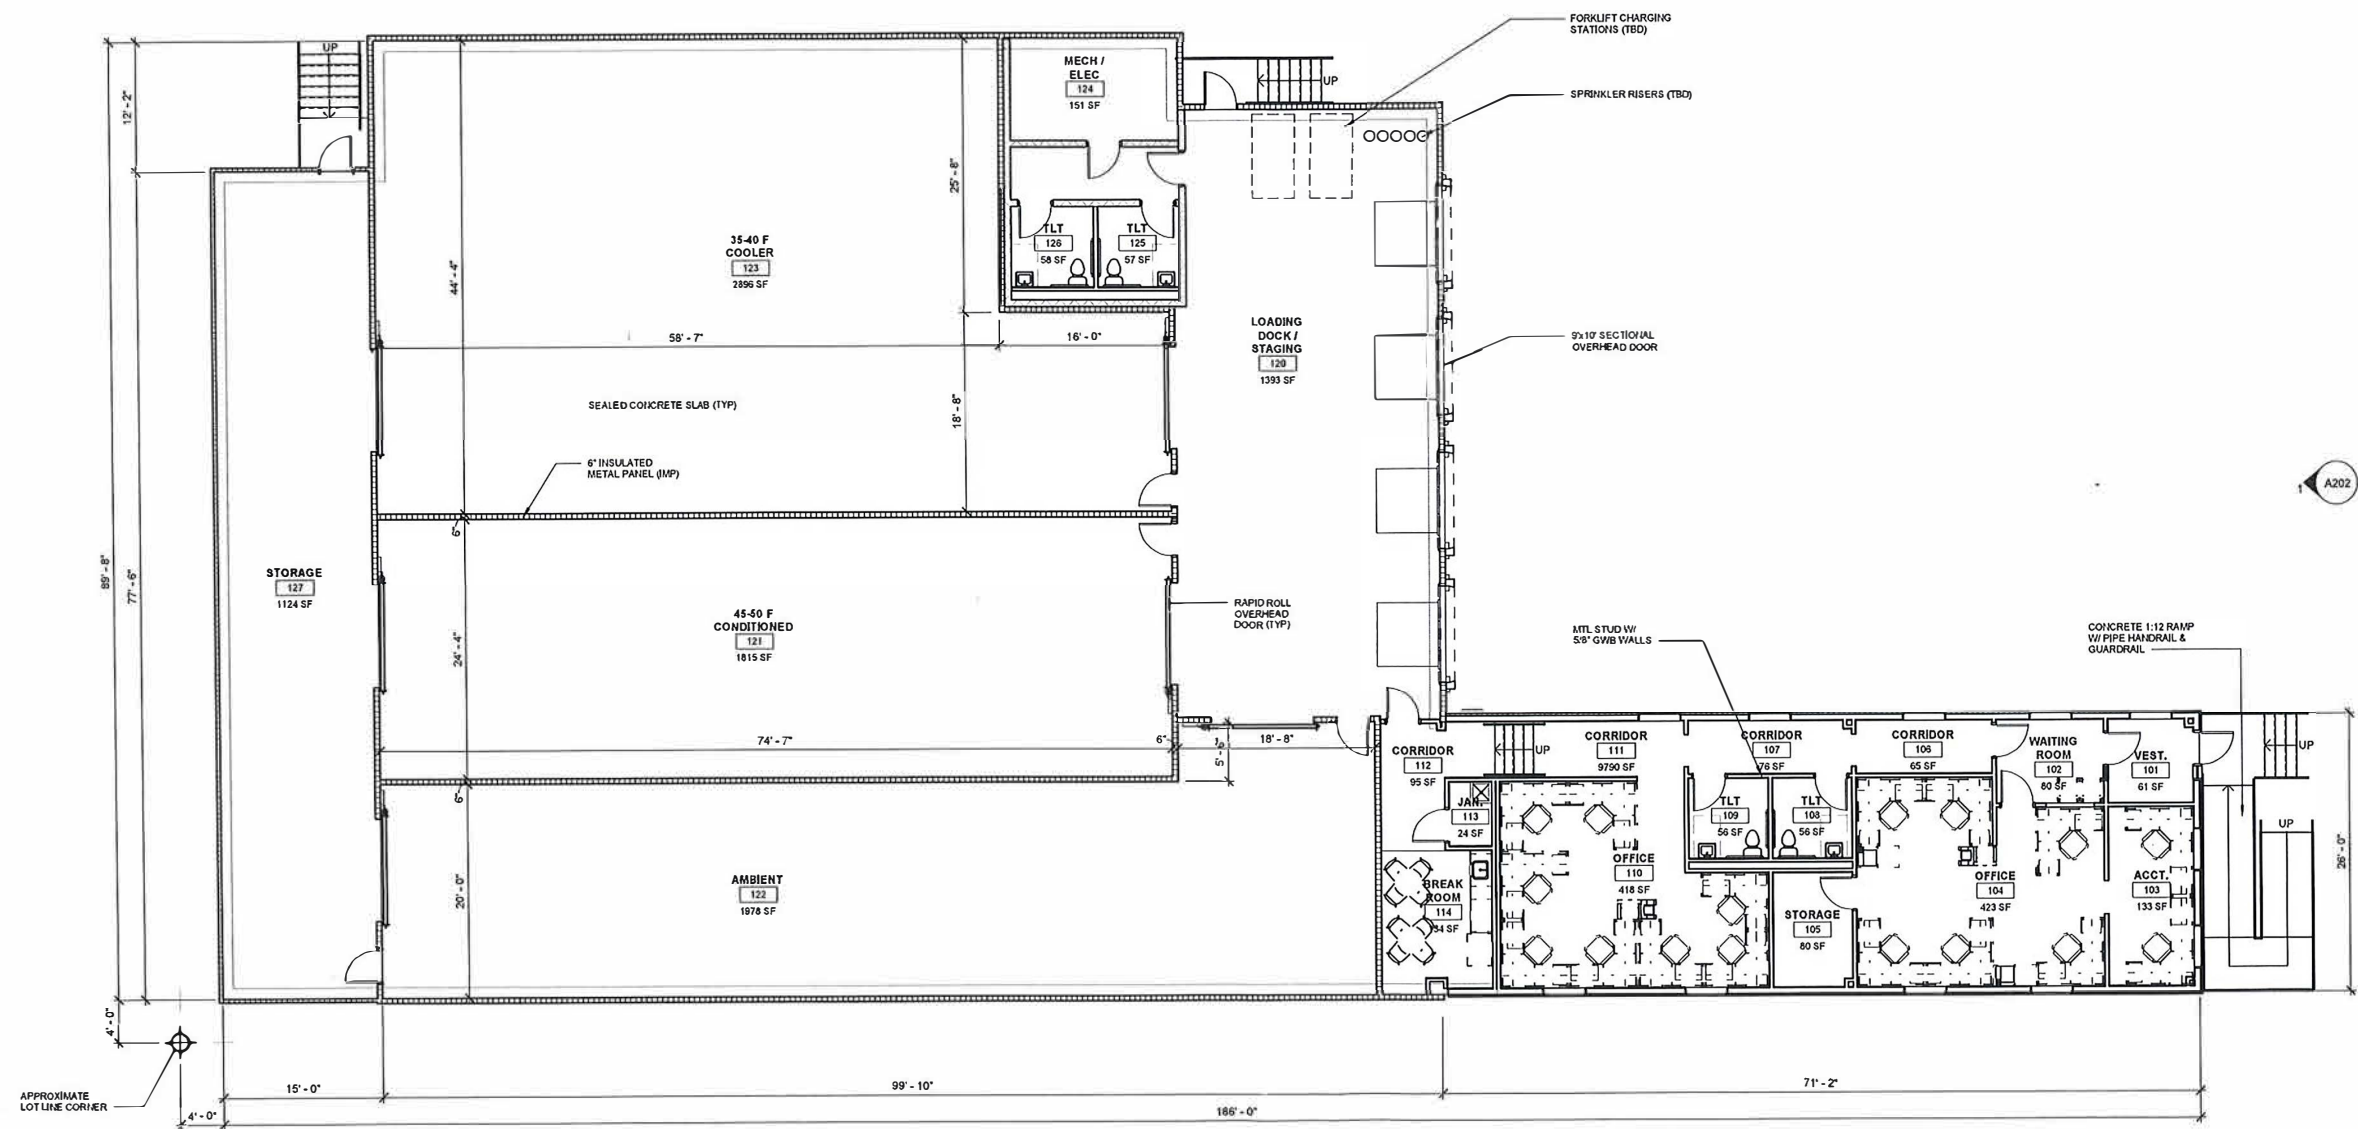 FORKLIFT CHARGING
STATIONS (TBD)
UP
MECH /
ELEC
124
151 SF
UP
SPRINKLER RISERS (TBD)
12' - 2"
25' - 8"
35-40 F
COOLER
123
2896 SF
TLT
126
58 SF
TLT
125
57 SF
44' - 4"
58' - 7"
16' - 0"
LOADING
DOCK /
STAGING
120
1393 SF
9'x10' SECTIONAL
OVERHEAD DOOR
SEALED CONCRETE SLAB (TYP)
18' - 8"
6" INSULATED
METAL PANEL (IMP)
1
A202
6"
89' - 8"
77' - 6"
STORAGE
127
1124 SF
45-50 F
CONDITIONED
121
1815 SF
24' - 4"
RAPID ROLL
OVERHEAD
DOOR (TYP)
MTL STUD W/
5/8" GWB WALLS
CONCRETE 1:12 RAMP
W/ PIPE HANDRAIL &
GUARDRAIL
74' - 7"
6"
18' - 8"
6"
CORRIDOR
112
95 SF
UP
CORRIDOR
111
9790 SF
CORRIDOR
107
76 SF
CORRIDOR
106
65 SF
WAITING
ROOM
102
80 SF
VEST.
101
61 SF
UP
JAN.
113
24 SF
TLT
109
56 SF
TLT
108
56 SF
UP
AMBIENT
122
1978 SF
20' - 0"
BREAK
ROOM
114
OFFICE
110
418 SF
STORAGE
105
80 SF
OFFICE
104
423 SF
ACCT.
103
133 SF
26' - 0"
4' - 0"
APPROXIMATE
LOT LINE CORNER
15' - 0"
99' - 10"
71' - 2"
4' - 0"
186' - 0"